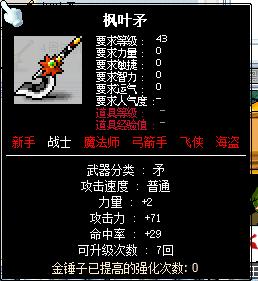 枫叶矛
要求等级: 43
要求力量: 0
要求敏捷: 0
要求智力: 0
要求运气: 0
要求人气度: -
道具等级: -
道具经验值: -
新手 战士 魔法师 弓箭手 飞侠 海盗
武器分类 : 矛
攻击速度 : 普通
力量 : +2
攻击力 : +71
命中率 : +29
可升级次数 : 7回
金锤子已提高的强化次数: 0